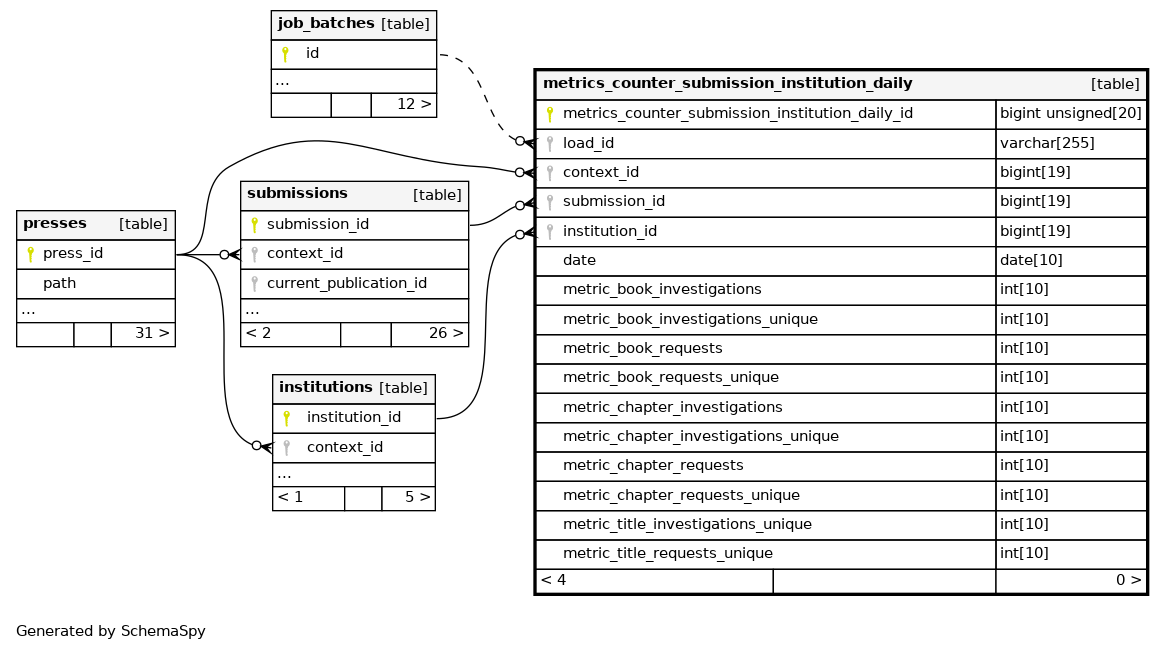 job_batches [table]
id
...
12 >
presses [table]
press_id
path
...
31 >
submissions [table]
submission_id
context_id
current_publication_id
...
< 2 26 >
institutions [table]
institution_id
context_id
...
< 1 5 >
metrics_counter_submission_institution_daily [table]
metrics_counter_submission_institution_daily_id bigint unsigned[20]
load_id varchar[255]
context_id bigint[19]
submission_id bigint[19]
institution_id bigint[19]
date date[10]
metric_book_investigations int[10]
metric_book_investigations_unique int[10]
metric_book_requests int[10]
metric_book_requests_unique int[10]
metric_chapter_investigations int[10]
metric_chapter_investigations_unique int[10]
metric_chapter_requests int[10]
metric_chapter_requests_unique int[10]
metric_title_investigations_unique int[10]
metric_title_requests_unique int[10]
< 4 0 >
Generated by SchemaSpy